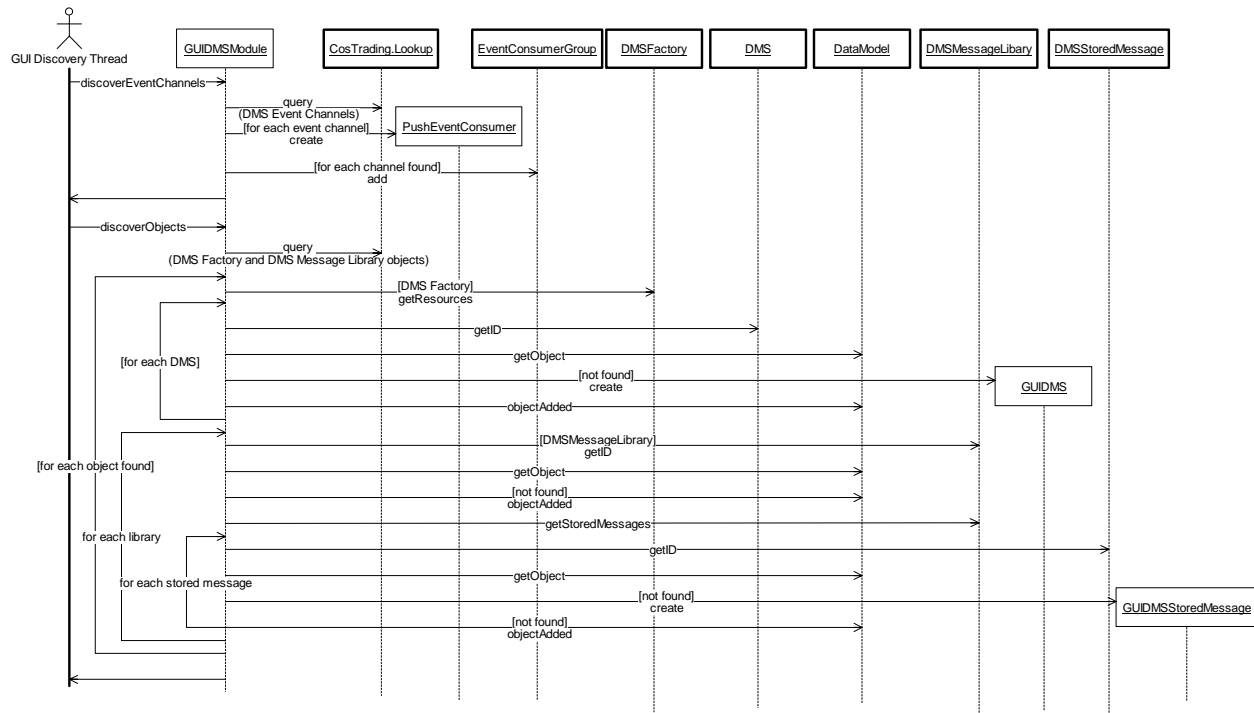 GUI Discovery Thread
GUIDMSModule
CosTrading.Lookup
EventConsumerGroup
DMSFactory
DMS
DataModel
DMSMessageLibary
DMSStoredMessage
discoverEventChannels
query
(DMS Event Channels)
[for each event channel]
create
PushEventConsumer
[for each channel found]
add
discoverObjects
query
(DMS Factory and DMS Message Library objects)
[DMS Factory]
getResources
getID
[for each DMS]
getObject
[not found]
create
GUIDMS
objectAdded
[for each object found]
[DMSMessageLibrary]
getID
getObject
[not found]
objectAdded
getStoredMessages
for each library
getID
for each stored message
getObject
[not found]
create
GUIDMSStoredMessage
[not found]
objectAdded